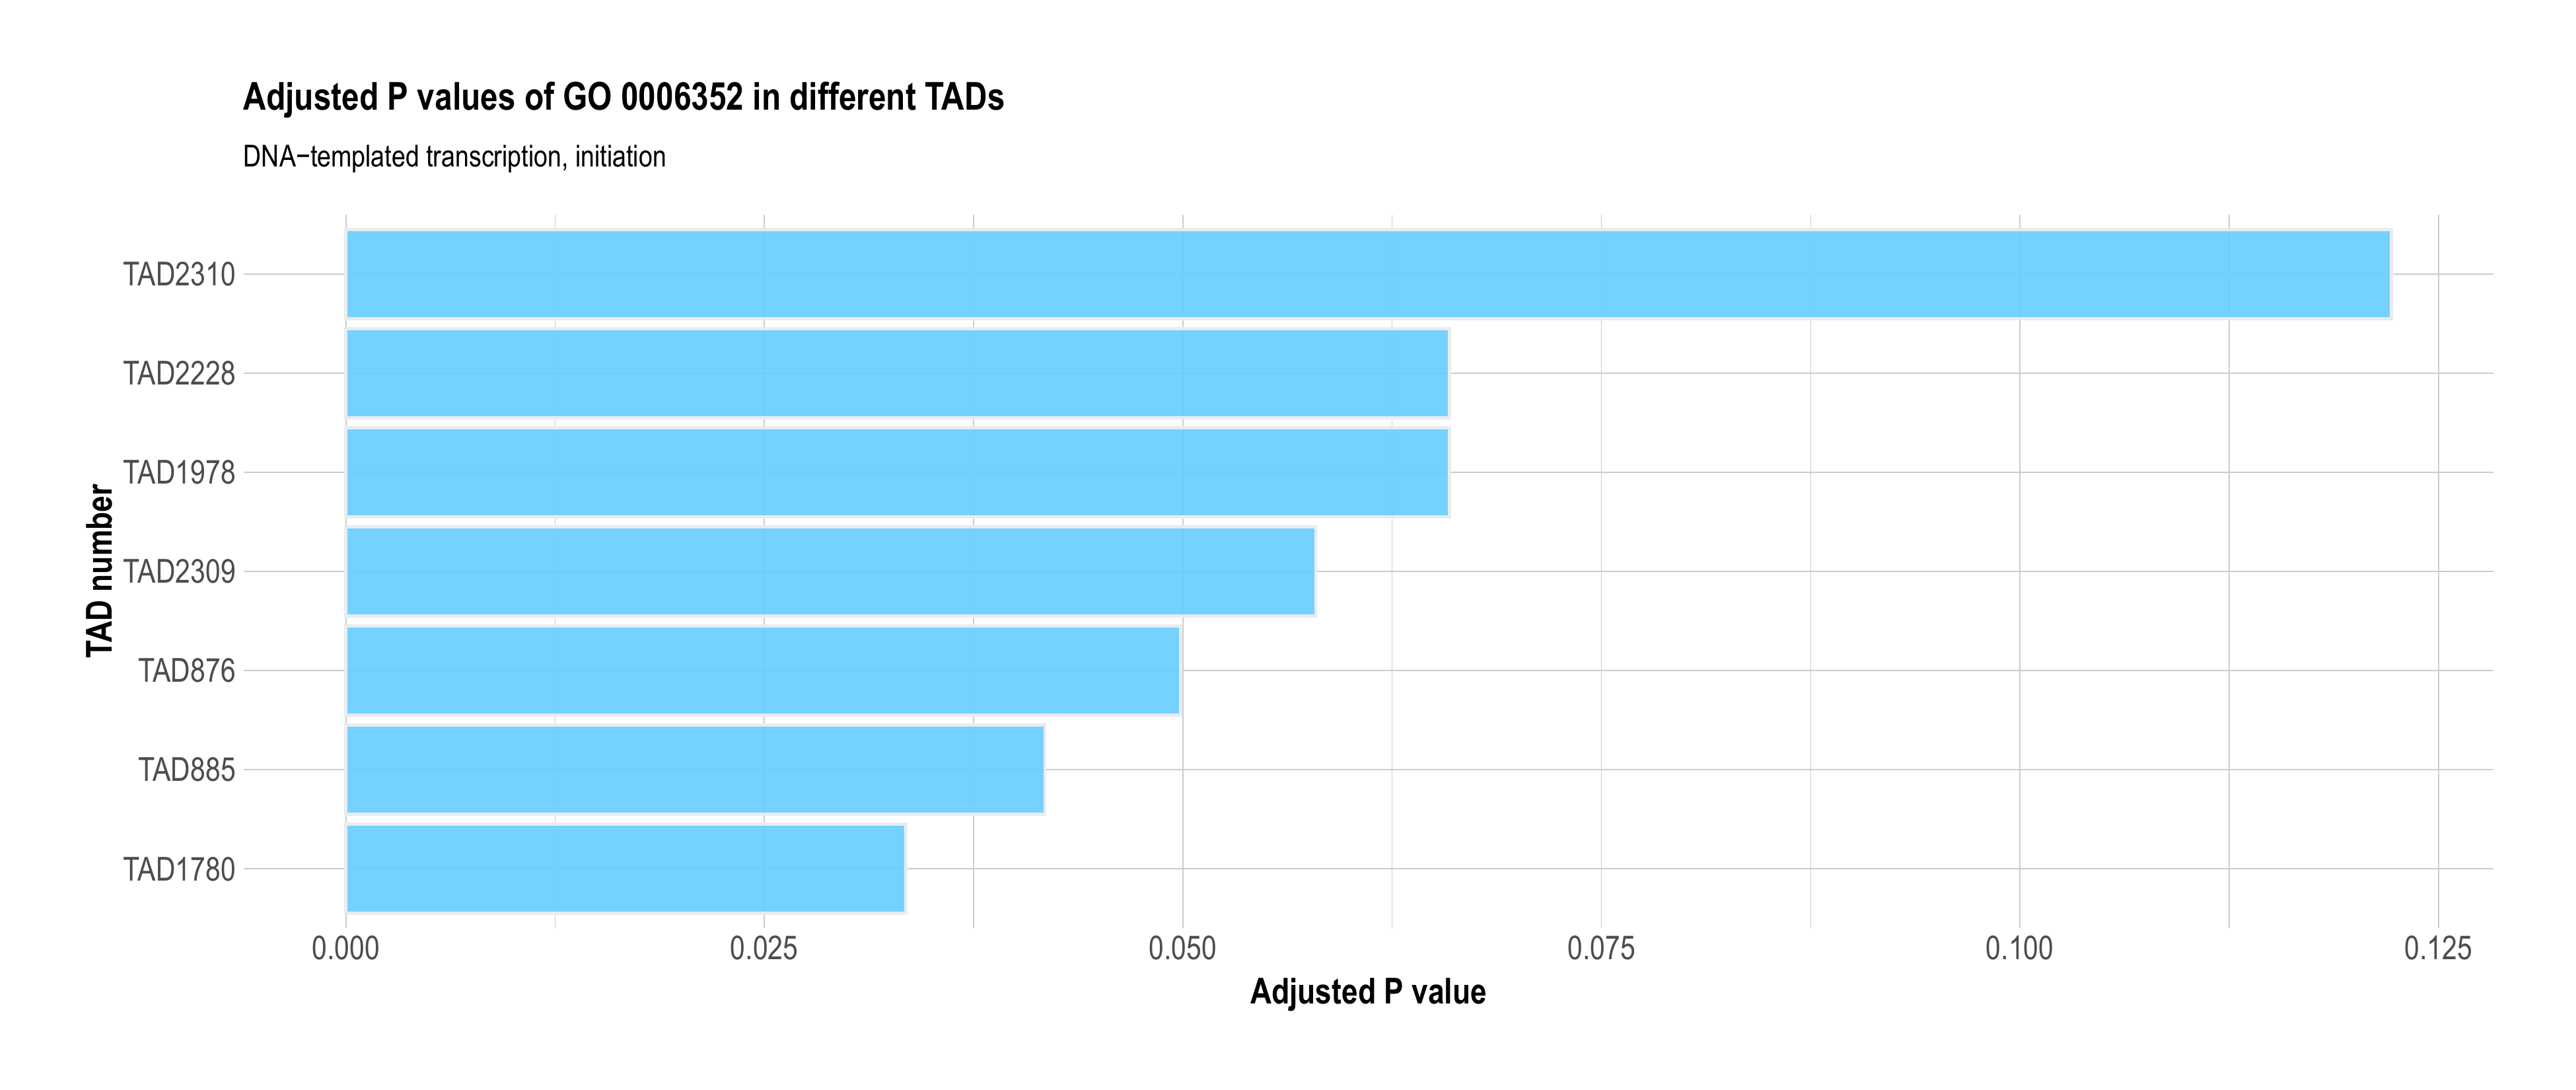 Adjusted P values of GO 0006352 in different TADs
DNA−templated transcription, initiation
TAD number
TAD2310
TAD2228
TAD1978
TAD2309
TAD876
TAD885
TAD1780
0.000 0.025 0.050 0.075 0.100 0.125
Adjusted P value